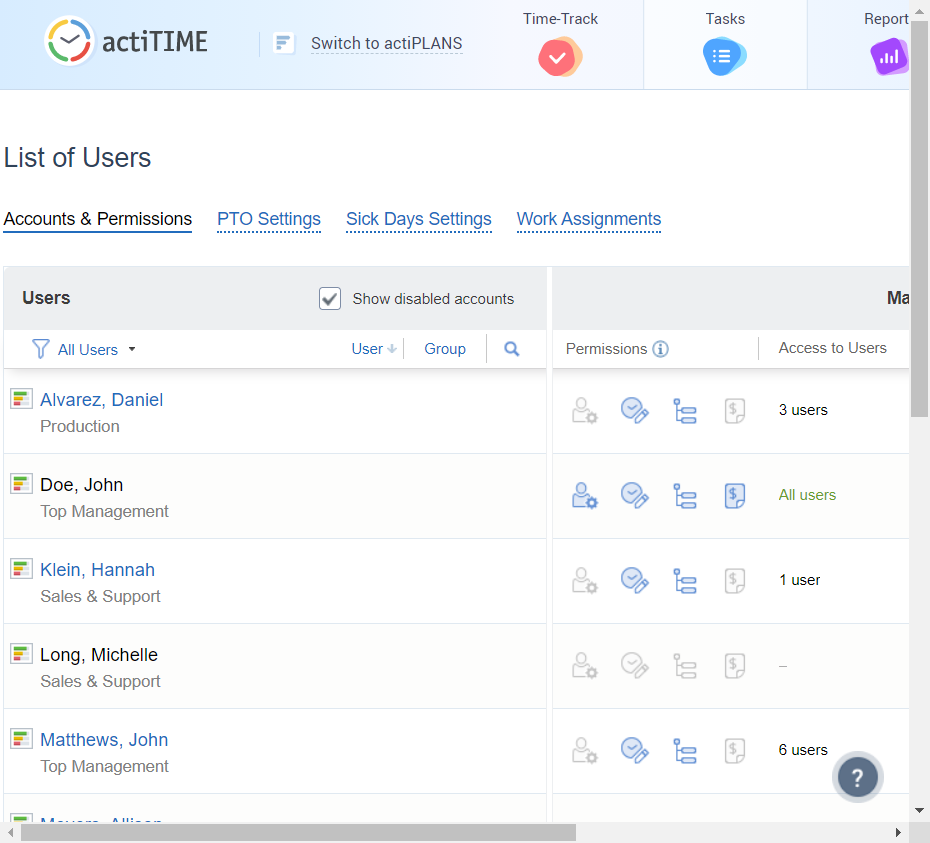 actiTIME
Switch to actiPLANS
Time-Track
Tasks
Report
List of Users
Accounts & Permissions PTO Settings Sick Days Settings Work Assignments
Users Show disabled accounts Ma
All Users User Group Permissions Access to Users
Alvarez, Daniel
Production
3 users
Doe, John
Top Management
All users
Klein, Hannah
Sales & Support
1 user
Long, Michelle
Sales & Support
–
Matthews, John
Top Management
6 users
?